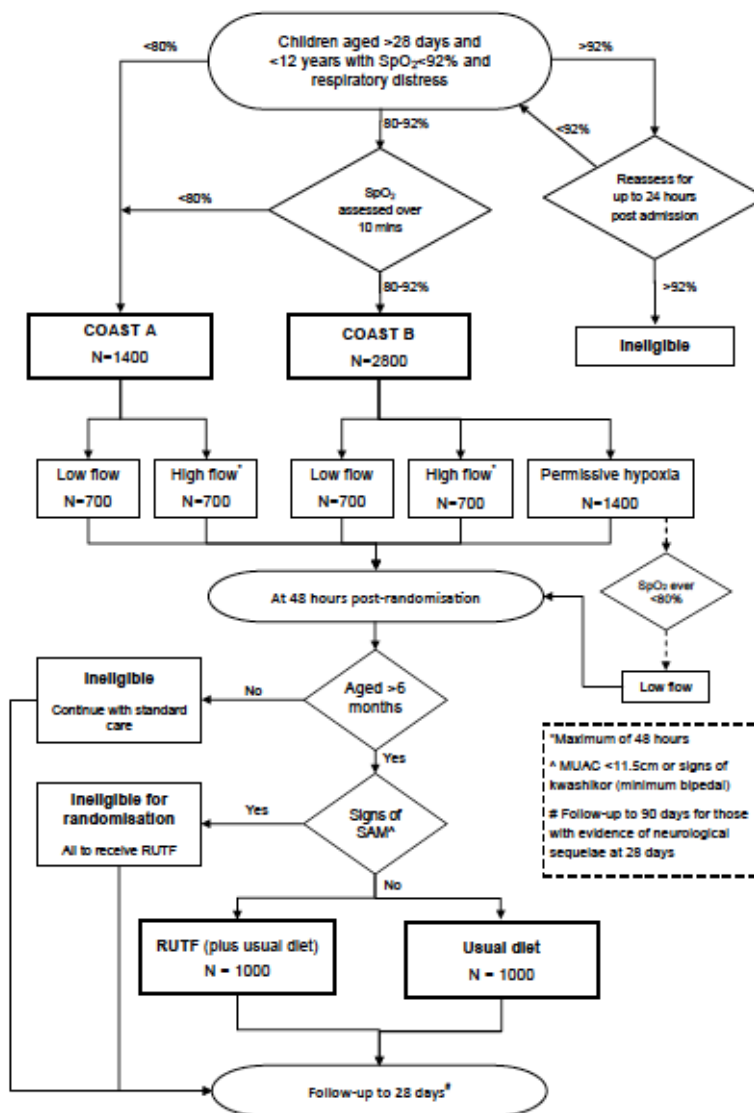 Children aged >28 days and
<12 years with SpO₂<92% and
respiratory distress
<80%
>92%
80-92%
<92%
SpO₂
assessed over
10 mins
<80%
Reassess for
up to 24 hours
post admission
80-92%
>92%
COAST A
N=1400
COAST B
N=2800
Ineligible
Low flow
N=700
High flow*
N=700
Low flow
N=700
High flow*
N=700
Permissive hypoxia
N=1400
SpO₂ ever
<80%
At 48 hours post-randomisation
Low flow
Ineligible
Continue with standard
care
No
Aged >6
months
Yes
*Maximum of 48 hours
^ MUAC <11.5cm or signs of
kwashikor (minimum bipedal)
# Follow-up to 90 days for those
with evidence of neurological
sequelae at 28 days
Ineligible for
randomisation
All to receive RUTF
Yes
Signs of
SAM^
No
RUTF (plus usual diet)
N = 1000
Usual diet
N = 1000
Follow-up to 28 days#